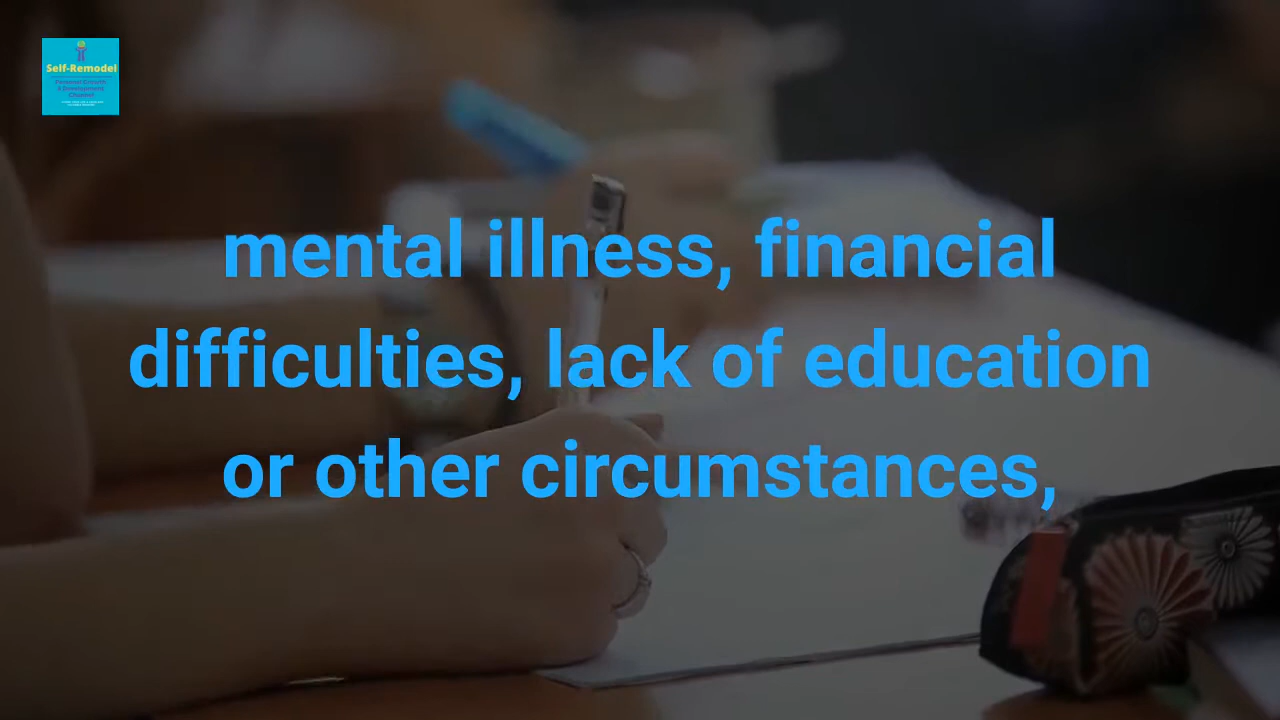 Self-Remodel
mental illness, financial
difficulties, lack of education
or other circumstances,